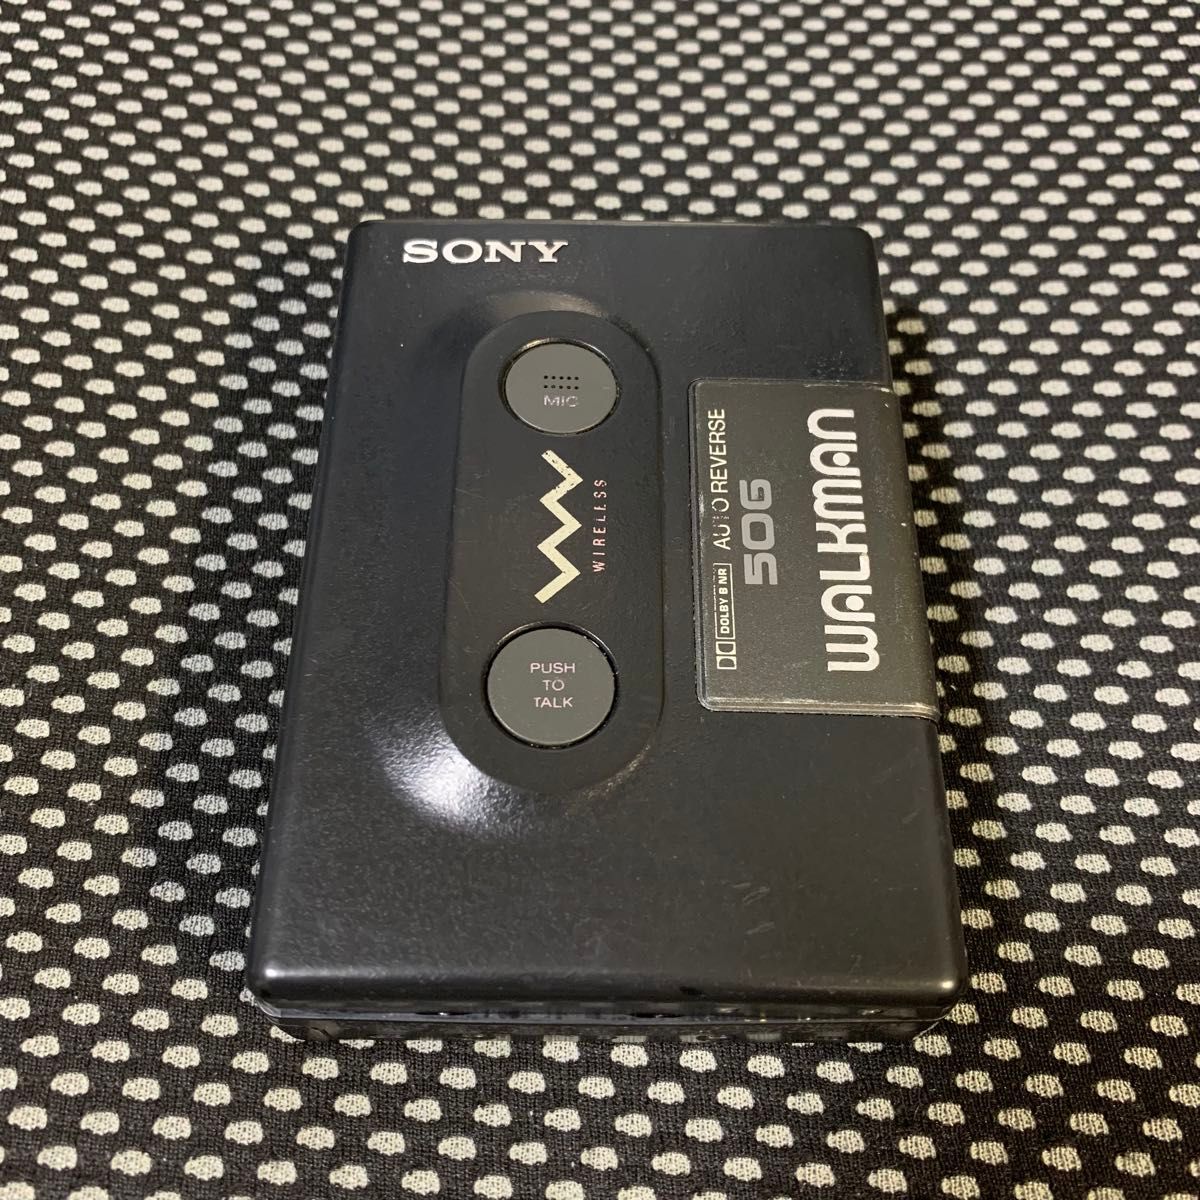 SONY
MIC
WIRELESS
PUSH
TO
TALK
DOLBY B NR AUTO REVERSE
506
WALKMAN